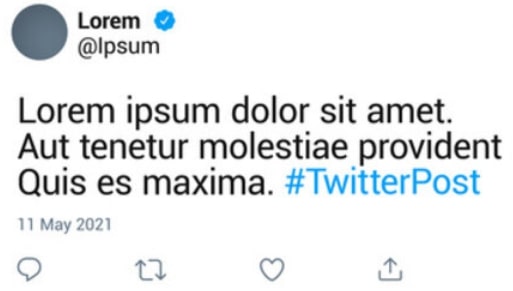 Lorem
@Ipsum
Lorem ipsum dolor sit amet.
Aut tenetur molestiae provident
Quis es maxima. #TwitterPost
11 May 2021